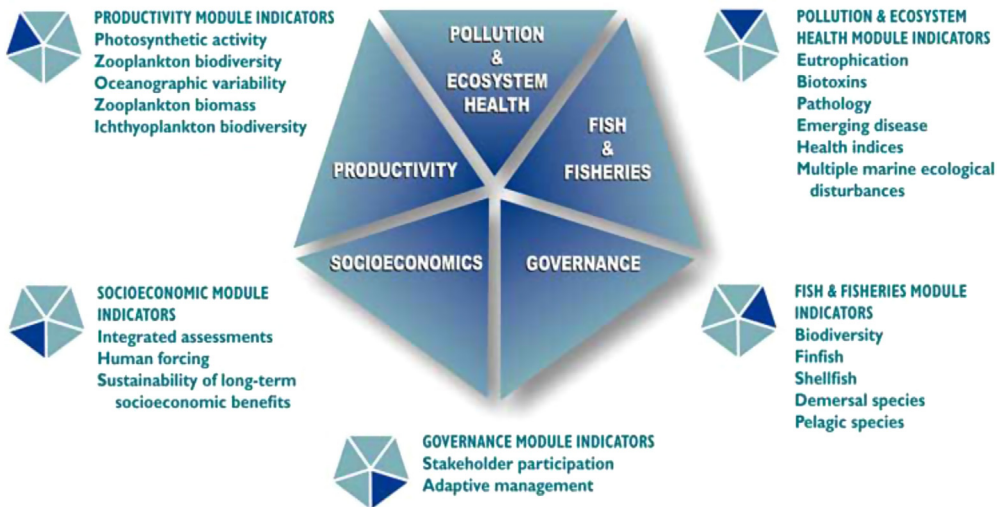 PRODUCTIVITY MODULE INDICATORS
Photosynthetic activity
Zooplankton biodiversity
Oceanographic variability
Zooplankton biomass
Ichthyoplankton biodiversity
POLLUTION
&
ECOSYSTEM
HEALTH
FISH
&
FISHERIES
PRODUCTIVITY
SOCIOECONOMICS
GOVERNANCE
POLLUTION & ECOSYSTEM
HEALTH MODULE INDICATORS
Eutrophication
Biotoxins
Pathology
Emerging disease
Health indices
Multiple marine ecological
disturbances
SOCIOECONOMIC MODULE
INDICATORS
Integrated assessments
Human forcing
Sustainability of long-term
socioeconomic benefits
FISH & FISHERIES MODULE
INDICATORS
Biodiversity
Finfish
Shellfish
Demersal species
Pelagic species
GOVERNANCE MODULE INDICATORS
Stakeholder participation
Adaptive management